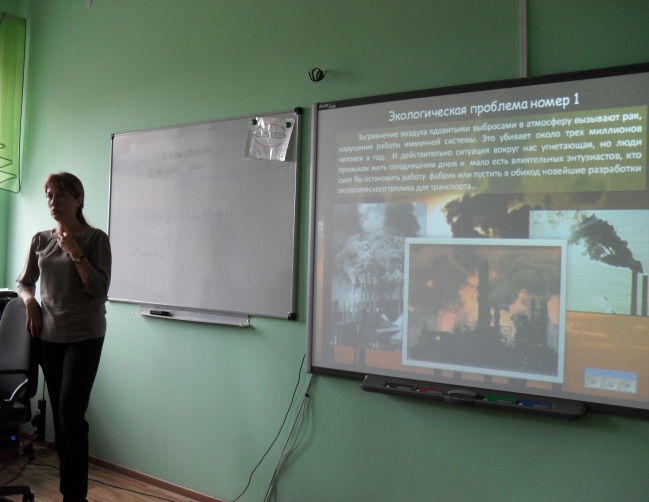 Экологическая проблема номер 1
Загрязнение воздуха ядовитыми выбросами в атмосферу вызывают рак,
нарушения работы иммунной системы. Это убивает около трех миллионов
человек в год. И действительно ситуация вокруг нас угнетающая, но люди
привыкли жить сегодняшним днем и мало есть влиятельных энтузиастов, кто
смог бы остановить работу фабрик или пустить в обиход новейшие разработки
экологического топлива для транспорта...